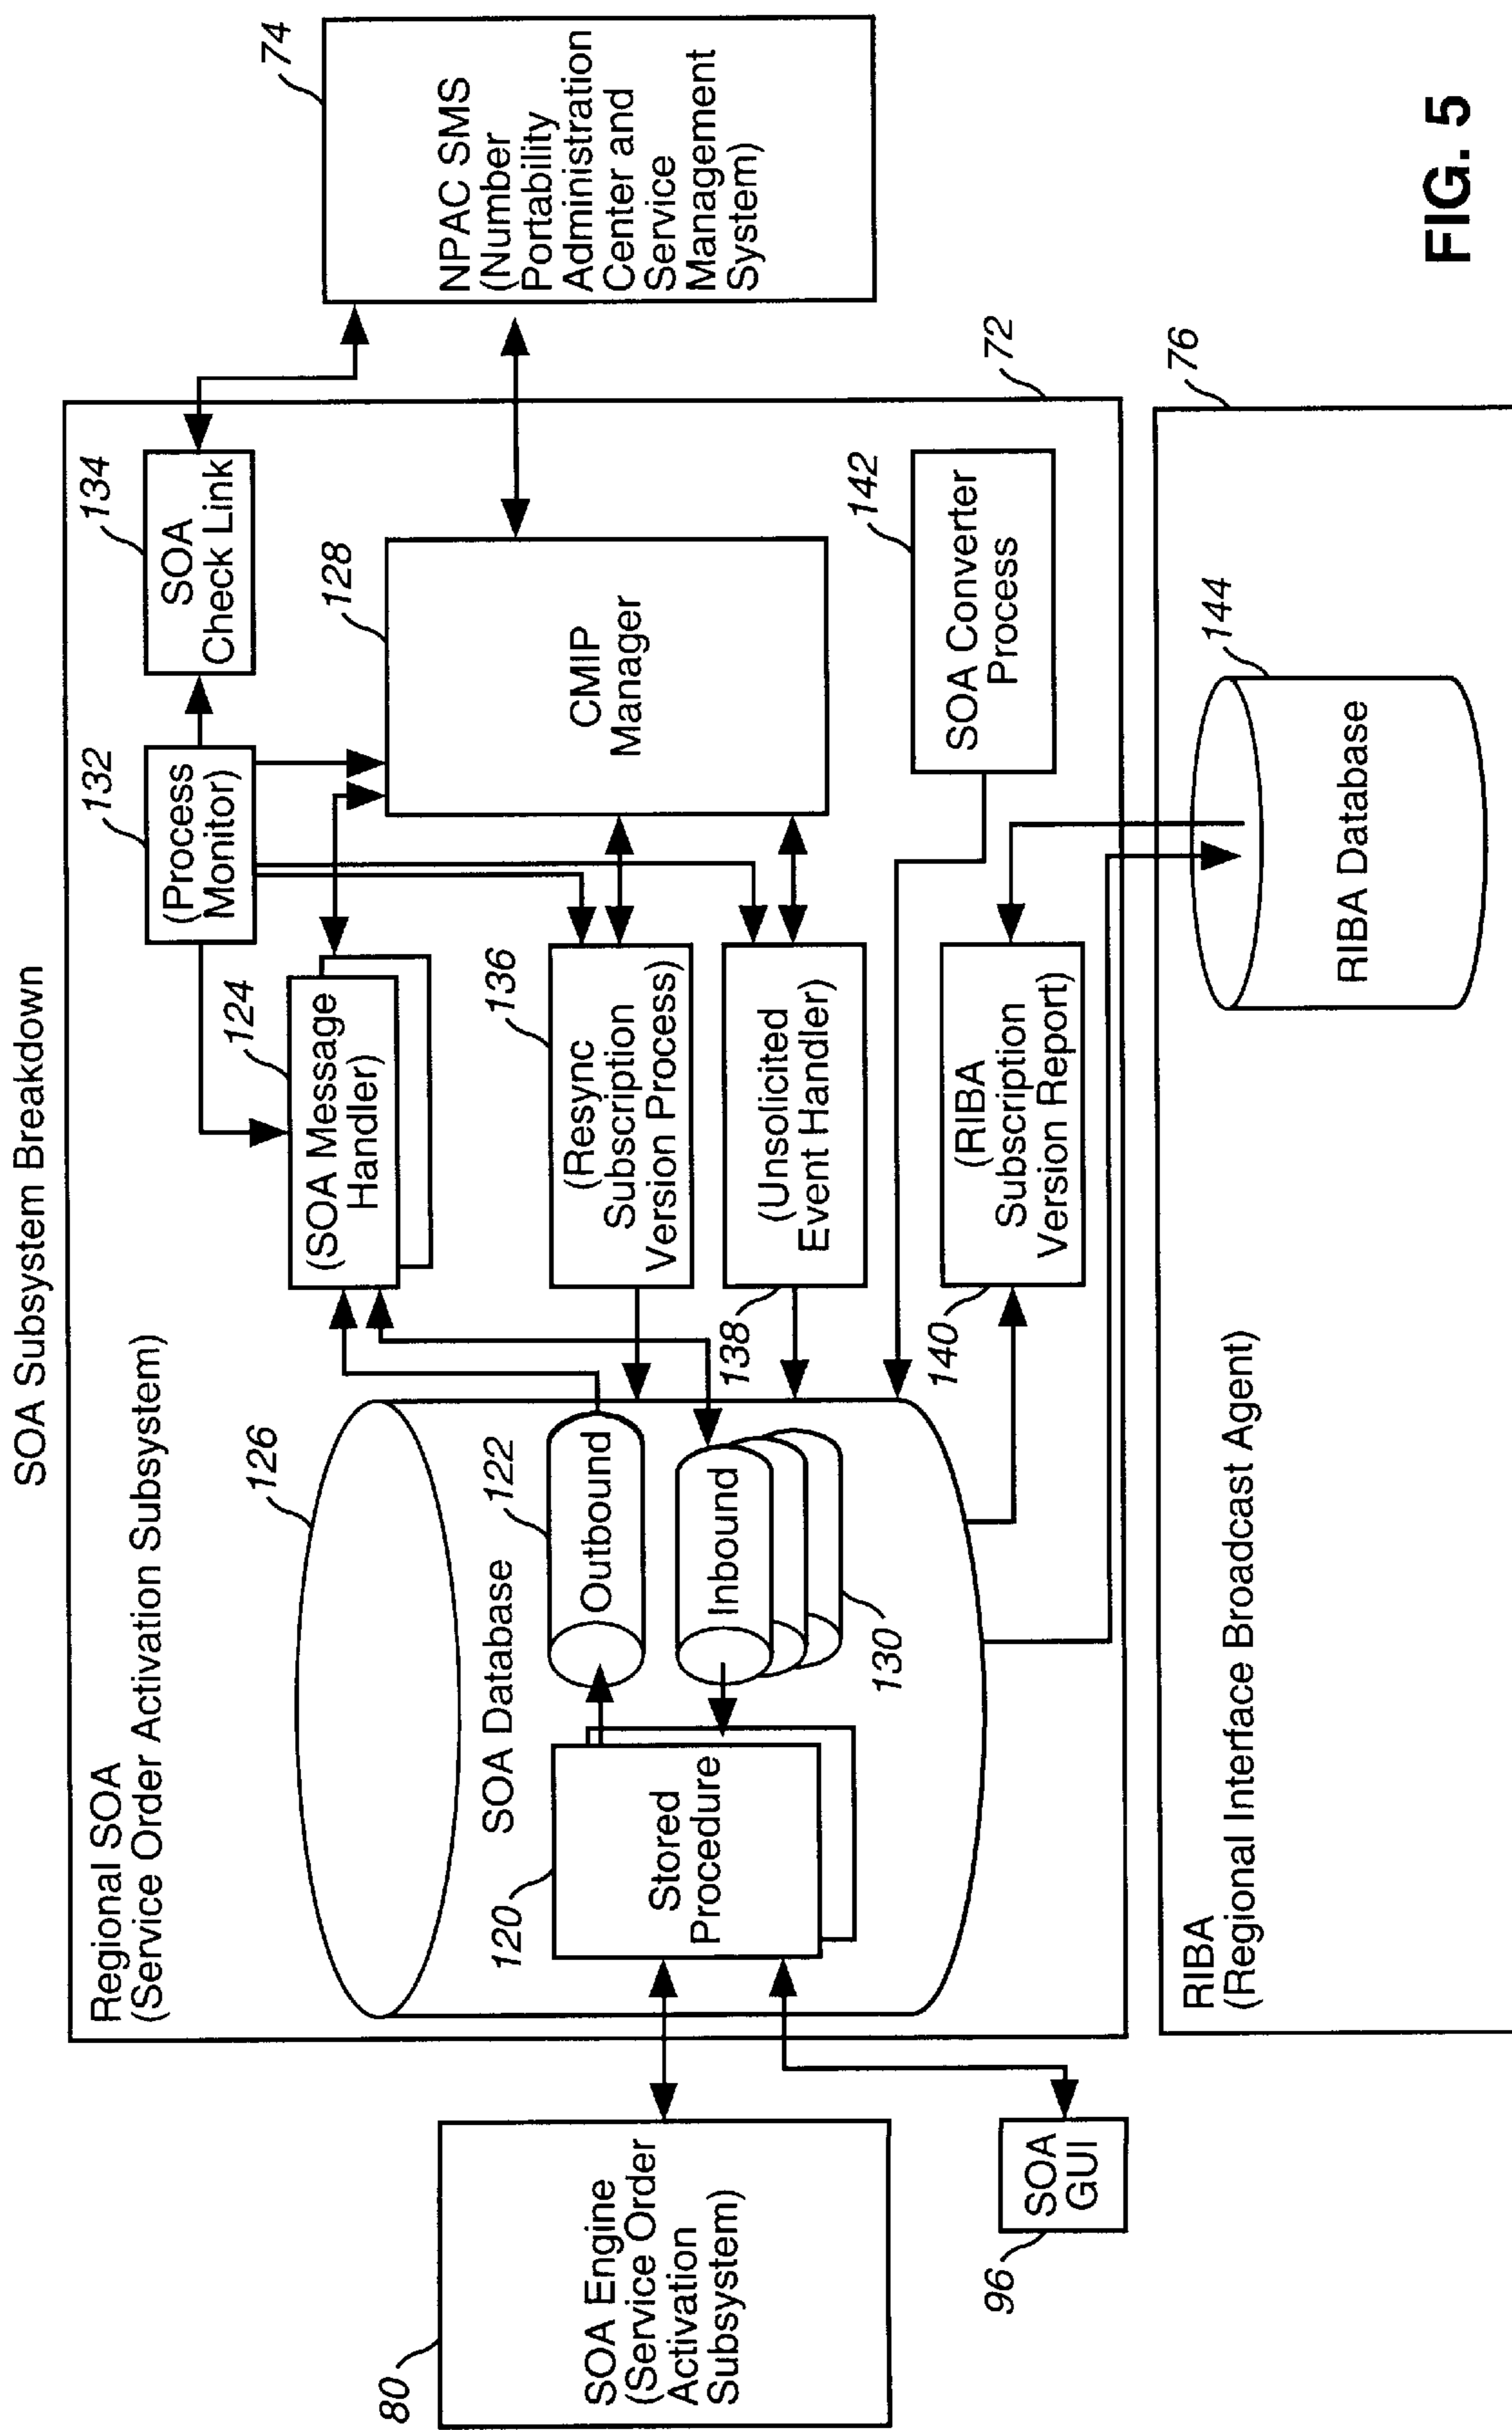 SOA Subsystem Breakdown
Regional SOA
(Service Order Activation Subsystem)
126
SOA Database
120
Stored
Procedure
122
Outbound
Inbound
130
124
(SOA Message
Handler)
132
(Process
Monitor)
134
SOA
Check Link
128
CMIP
Manager
136
(Resync
Subscription
Version Process)
138
(Unsolicited
Event Handler)
140
(RIBA
Subscription
Version Report)
142
SOA Converter
Process
72
74
NPAC SMS
(Number
Portability
Administration
Center and
Service
Management
System)
80
SOA Engine
(Service Order
Activation
Subsystem)
96
SOA
GUI
RIBA
(Regional Interface Broadcast Agent)
76
144
RIBA Database
FIG. 5